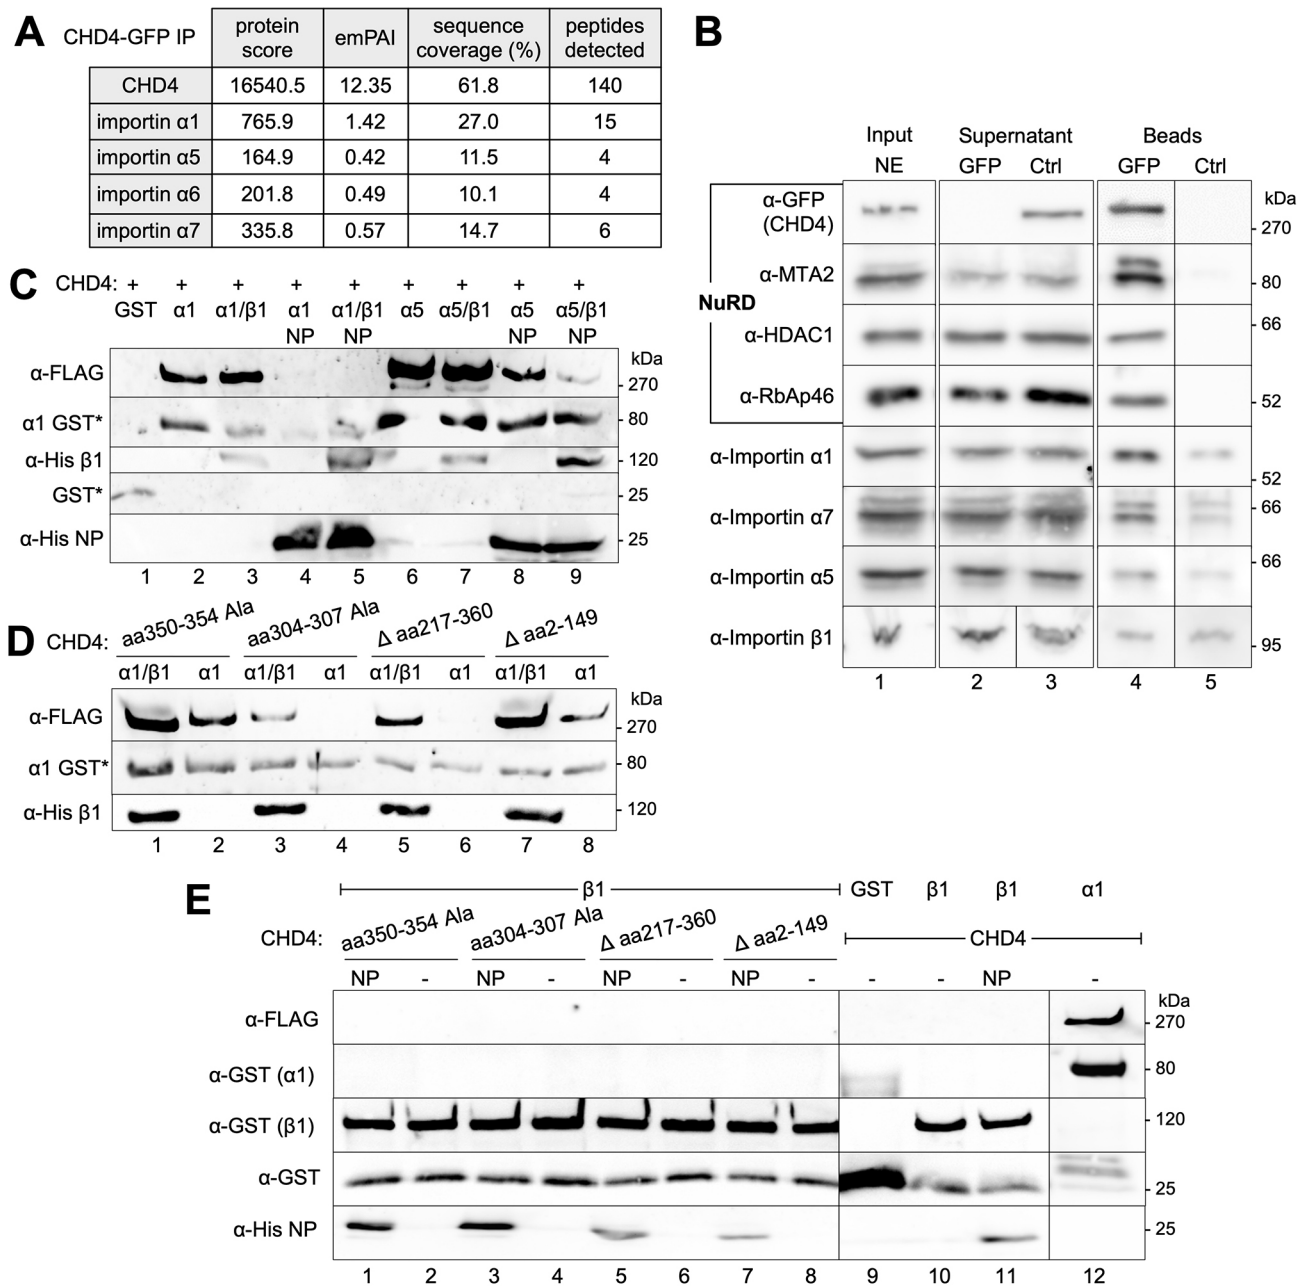 A
CHD4-GFP IP
protein score
emPAI
sequence coverage (%)
peptides detected
CHD4 16540.5 12.35 61.8 140
importin α1 765.9 1.42 27.0 15
importin α5 164.9 0.42 11.5 4
importin α6 201.8 0.49 10.1 4
importin α7 335.8 0.57 14.7 6
B
Input Supernatant Beads
NE GFP Ctrl GFP Ctrl
kDa
α-GFP (CHD4) - 270
α-MTA2 - 80
NuRD
α-HDAC1 - 66
α-RbAp46 - 52
α-Importin α1 - 52
α-Importin α7 - 66
α-Importin α5 - 66
α-Importin β1 - 95
1 2 3 4 5
C
CHD4: + + + + + + + + +
GST α1 α1/β1 α1 α1/β1 α5 α5/β1 α5 α5/β1
NP NP NP NP
kDa
α-FLAG - 270
α1 GST* - 80
α-His β1 - 120
GST* - 25
α-His NP - 25
1 2 3 4 5 6 7 8 9
D
CHD4: aa350-354 Ala aa304-307 Ala Δ aa217-360 Δ aa2-149
α1/β1 α1 α1/β1 α1 α1/β1 α1 α1/β1 α1
kDa
α-FLAG - 270
α1 GST* - 80
α-His β1 - 120
1 2 3 4 5 6 7 8
E
β1 GST β1 β1 α1
CHD4: aa350-354 Ala aa304-307 Ala Δ aa217-360 Δ aa2-149 CHD4
NP - NP - NP - NP - - - NP -
kDa
α-FLAG - 270
α-GST (α1) - 80
α-GST (β1) - 120
α-GST - 25
α-His NP - 25
1 2 3 4 5 6 7 8 9 10 11 12